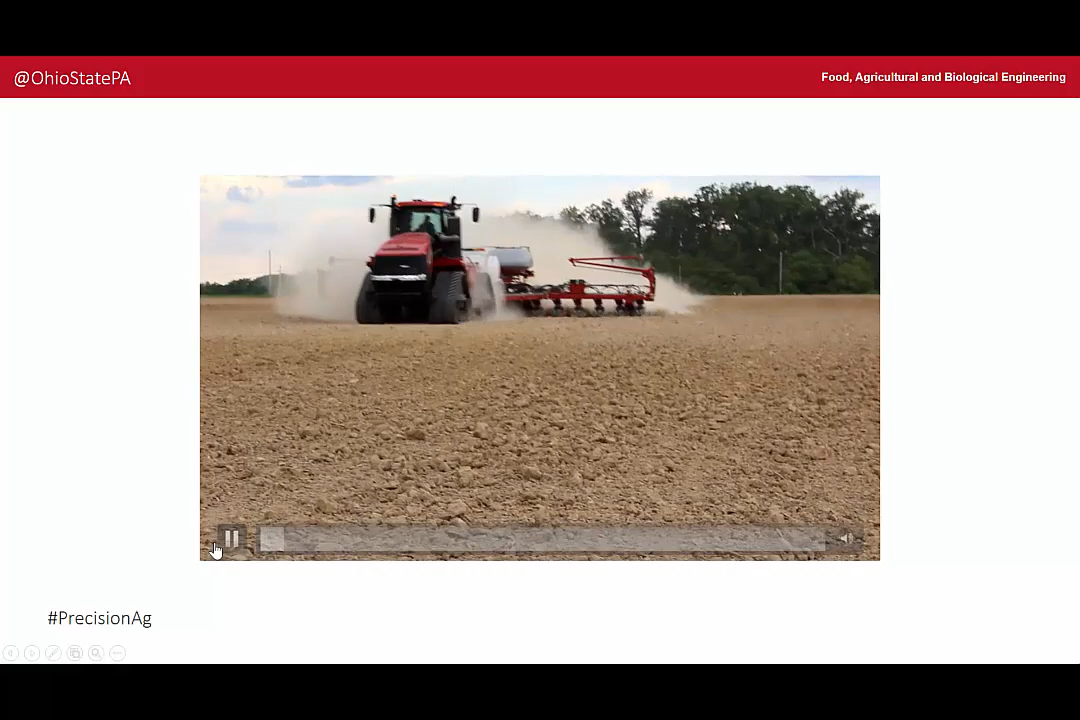 @OhioStatePA
Food, Agricultural and Biological Engineering
#PrecisionAg